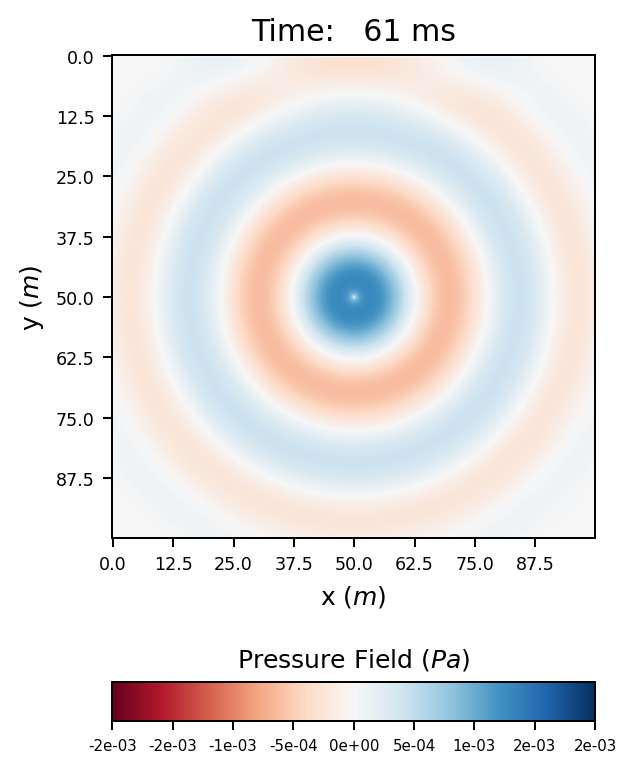 Time:   61 ms
0.0
12.5
25.0
37.5
50.0
62.5
75.0
87.5
y (m)
0.0 12.5 25.0 37.5 50.0 62.5 75.0 87.5
x (m)
Pressure Field (Pa)
-2e-03 -2e-03 -1e-03 -5e-04 0e+00 5e-04 1e-03 2e-03 2e-03